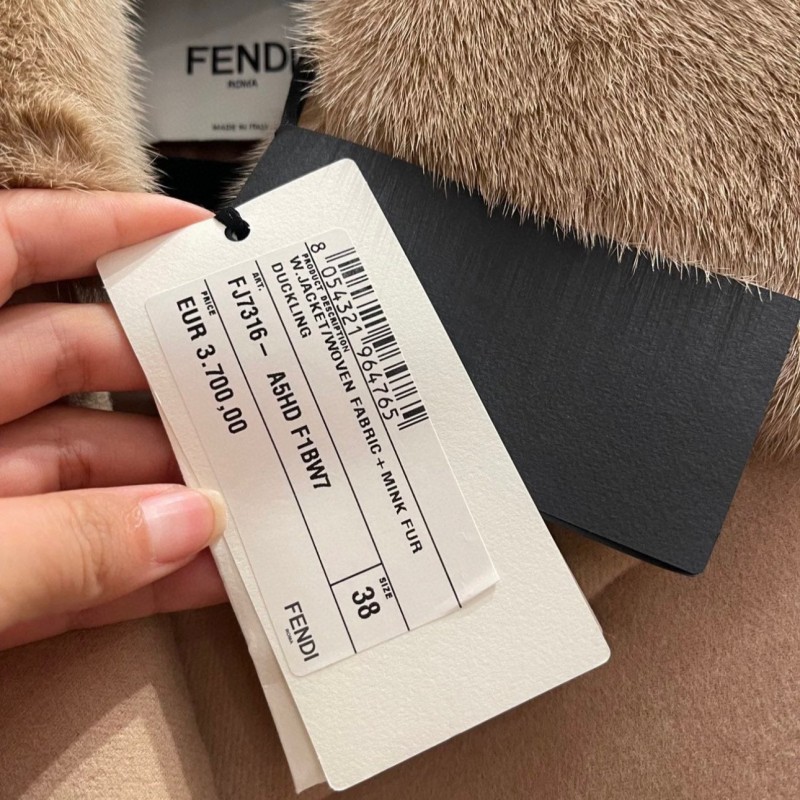 FENDI
ROMA
MADE IN ITALY
8 054321 964765
PRODUCT DESCRIPTION
W.JACKET/WOVEN FABRIC+MINK FUR
DUCKLING
ART.
FJ7316- A5HD F1BW7
SIZE
38
PRICE
EUR 3.700,00
FENDI
ROMA